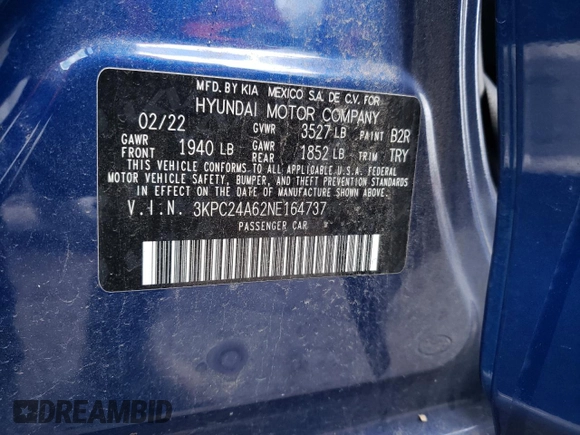 MFD. BY KIA MEXICO S.A. DE C.V. FOR
HYUNDAI MOTOR COMPANY
02/22 GVWR 3527 LB PAINT B2R
GAWR FRONT 1940 LB GAWR REAR 1852 LB TRIM TRY
THIS VEHICLE CONFORMS TO ALL APPLICABLE U.S.A. FEDERAL
MOTOR VEHICLE SAFETY, BUMPER, AND THEFT PREVENTION STANDARDS
IN EFFECT ON THE DATE OF MANUFACTURE SHOWN ABOVE.
V.I.N. 3KPC24A62NE164737
PASSENGER CAR
DREAMBID